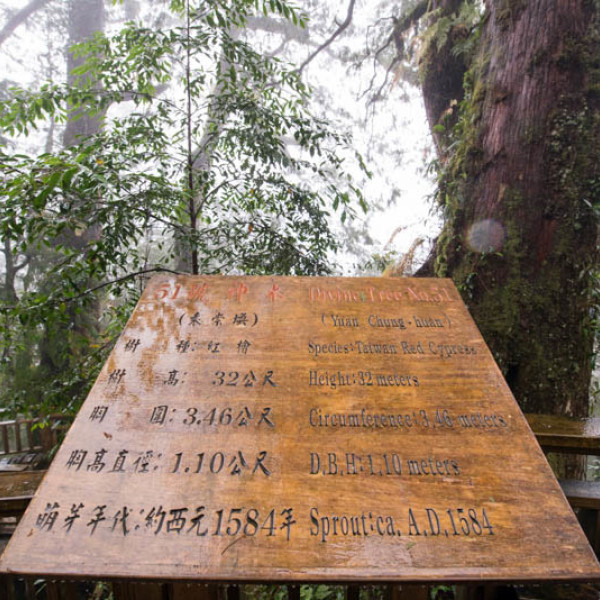 51號神木 Divine Tree No.51
(袁崇煥) (Yuan Chung-huan)
樹 種: 紅檜 Species:Taiwan Red Cypress
樹 高: 32公尺 Height:32 meters
胸 圍: 3.46公尺 Circumference:3.46 meters
胸高直徑: 1.10公尺 D.B.H:1.10 meters
萌芽年代:約西元1584年 Sprout:ca. A.D.1584